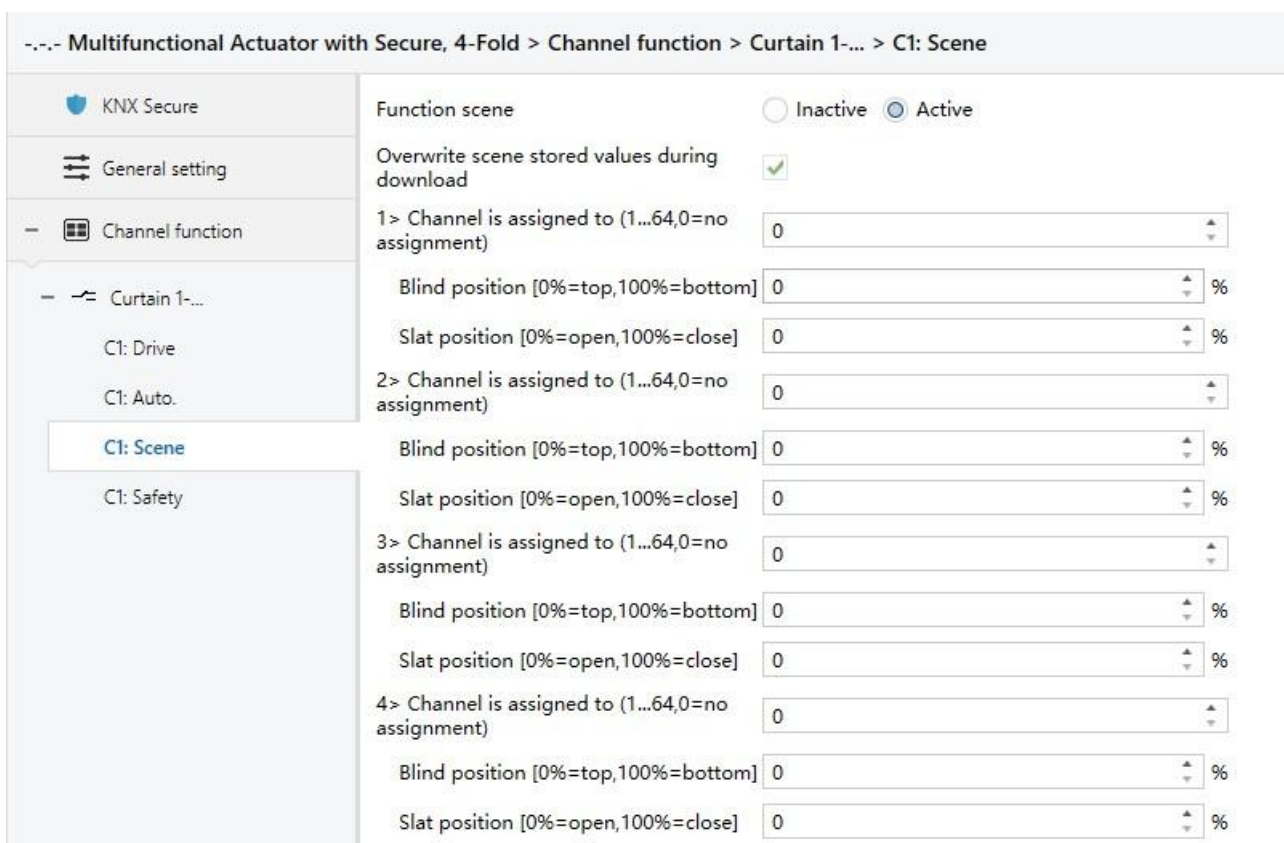 -.-.- Multifunctional Actuator with Secure, 4-Fold > Channel function > Curtain 1-... > C1: Scene
KNX Secure
General setting
Channel function
Curtain 1-...
C1: Drive
C1: Auto.
C1: Scene
C1: Safety
Function scene Inactive Active
Overwrite scene stored values during
download
1> Channel is assigned to (1...64,0=no
assignment) 0
Blind position [0%=top,100%=bottom] 0 %
Slat position [0%=open,100%=close] 0 %
2> Channel is assigned to (1...64,0=no
assignment) 0
Blind position [0%=top,100%=bottom] 0 %
Slat position [0%=open,100%=close] 0 %
3> Channel is assigned to (1...64,0=no
assignment) 0
Blind position [0%=top,100%=bottom] 0 %
Slat position [0%=open,100%=close] 0 %
4> Channel is assigned to (1...64,0=no
assignment) 0
Blind position [0%=top,100%=bottom] 0 %
Slat position [0%=open,100%=close] 0 %